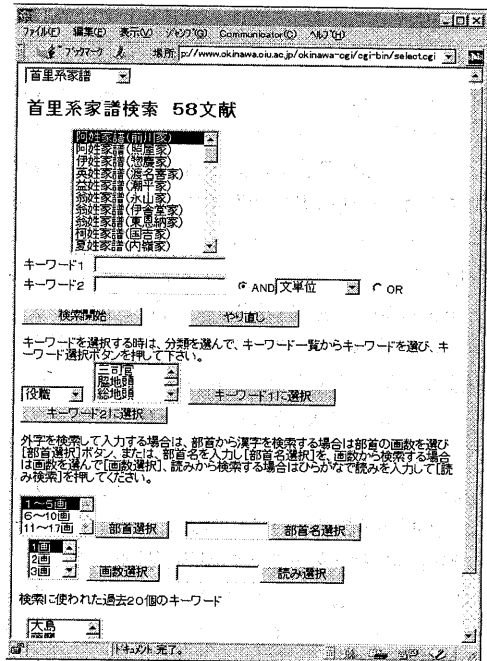 ファイル(F) 編集(E) 表示(V) ジャンプ(G) Communicator(C) ヘルプ(H)
ブックマーク 場所: p://www.okinawa.oiu.ac.jp/okinawa-cgi/cgi-bin/select.cgi
首里系家譜
首里系家譜検索 58文献
阿姓家譜(前川家)
阿姓家譜(照屋家)
伊姓家譜(惣慶家)
英姓家譜(渡名喜家)
益姓家譜(潮平家)
翁姓家譜(永山家)
翁姓家譜(伊舎堂家)
翁姓家譜(東恩納家)
柯姓家譜(国吉家)
夏姓家譜(内嶺家)
キーワード1
キーワード2 AND 文単位 OR
検索開始 やり直し
キーワードを選択する時は、分類を選んで、キーワード一覧からキーワードを選び、キ
ーワード選択ボタンを押して下さい。
三司官
脇地頭
役職 総地頭 キーワード1に選択
キーワード2に選択
外字を検索して入力する場合は、部首から漢字を検索する場合は部首の画数を選び
[部首選択]ボタン、または、部首名を入力し[部首名選択]を、画数から検索する場合
は画数を選んで[画数選択]、読みから検索する場合はひらがなで読みを入力して[読
み検索]を押してください。
1～5画
6～10画
11～17画 部首選択 部首名選択
1画
2画
3画 画数選択 読み選択
検索に使われた過去20個のキーワード
大島
ドキュメント: 完了。